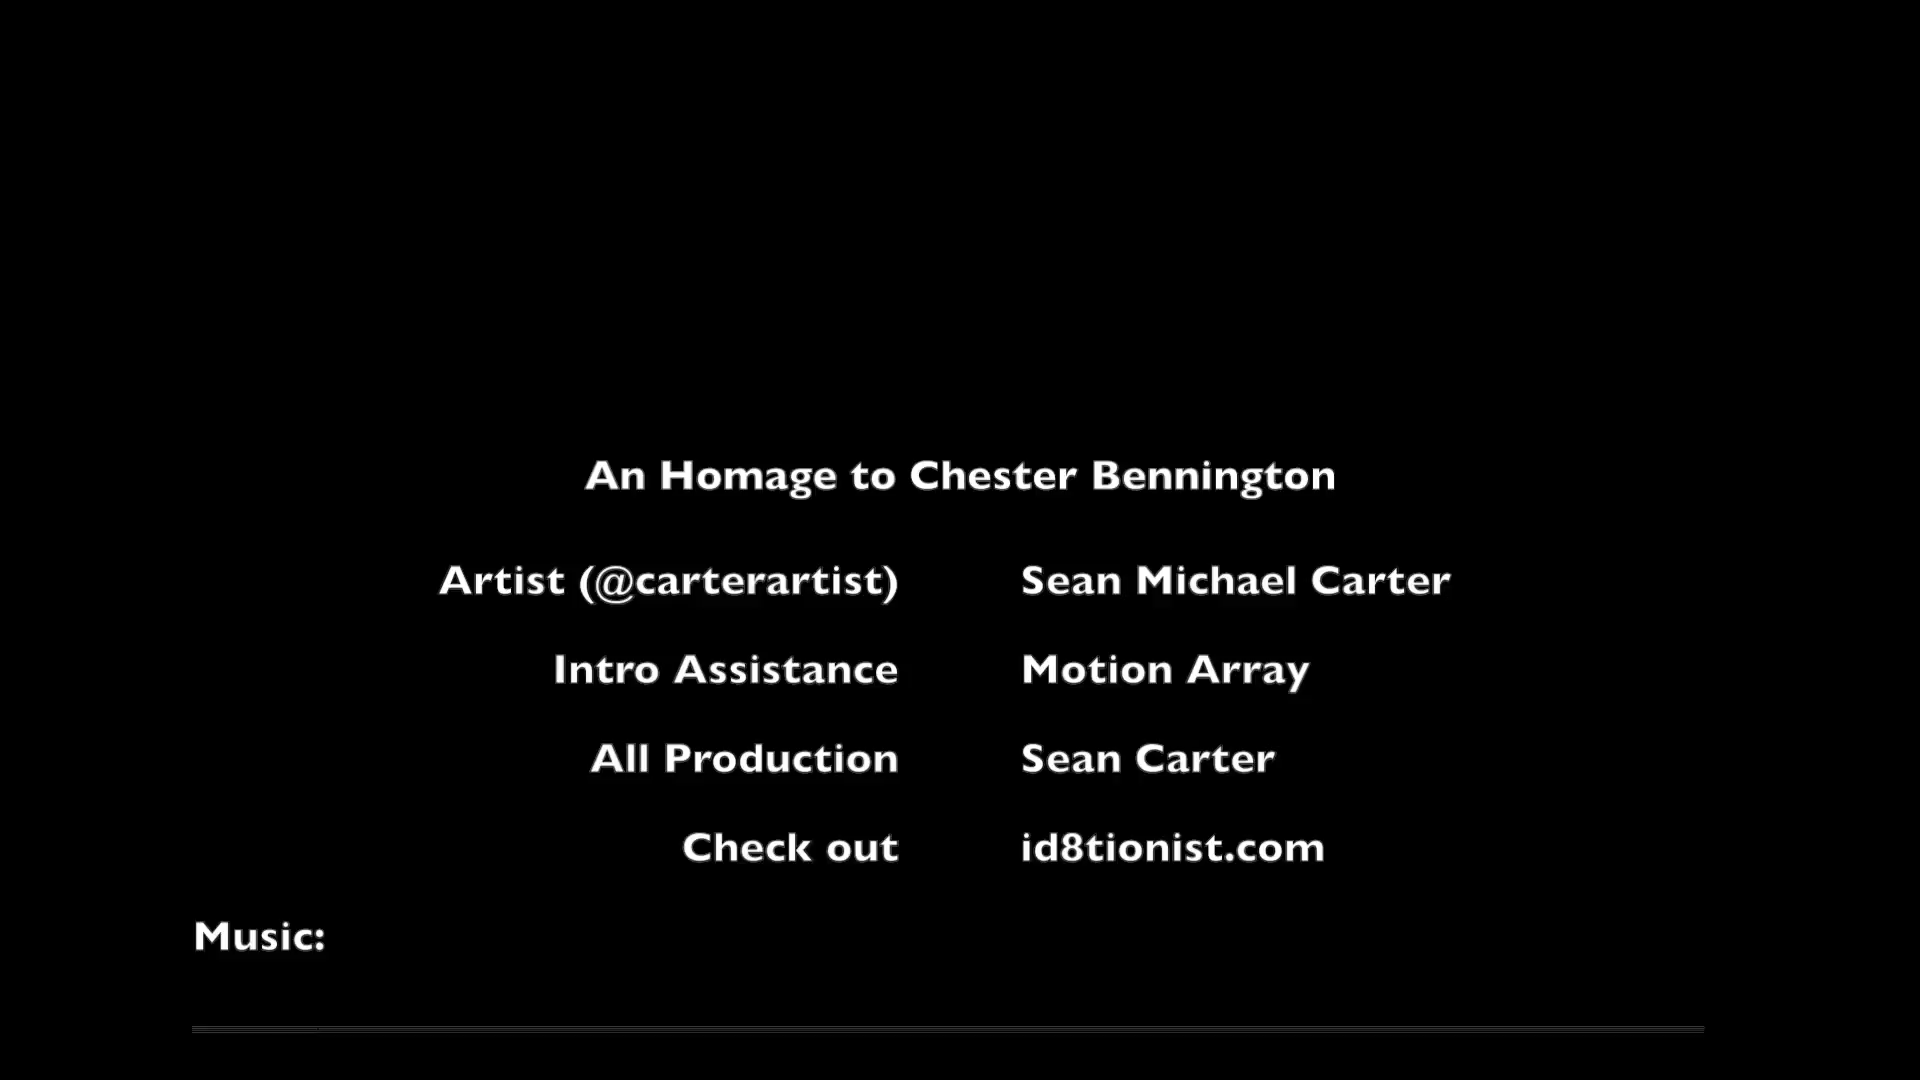 An Homage to Chester Bennington
Artist (@carterartist) Sean Michael Carter
Intro Assistance Motion Array
All Production Sean Carter
Check out id8tionist.com
Music: